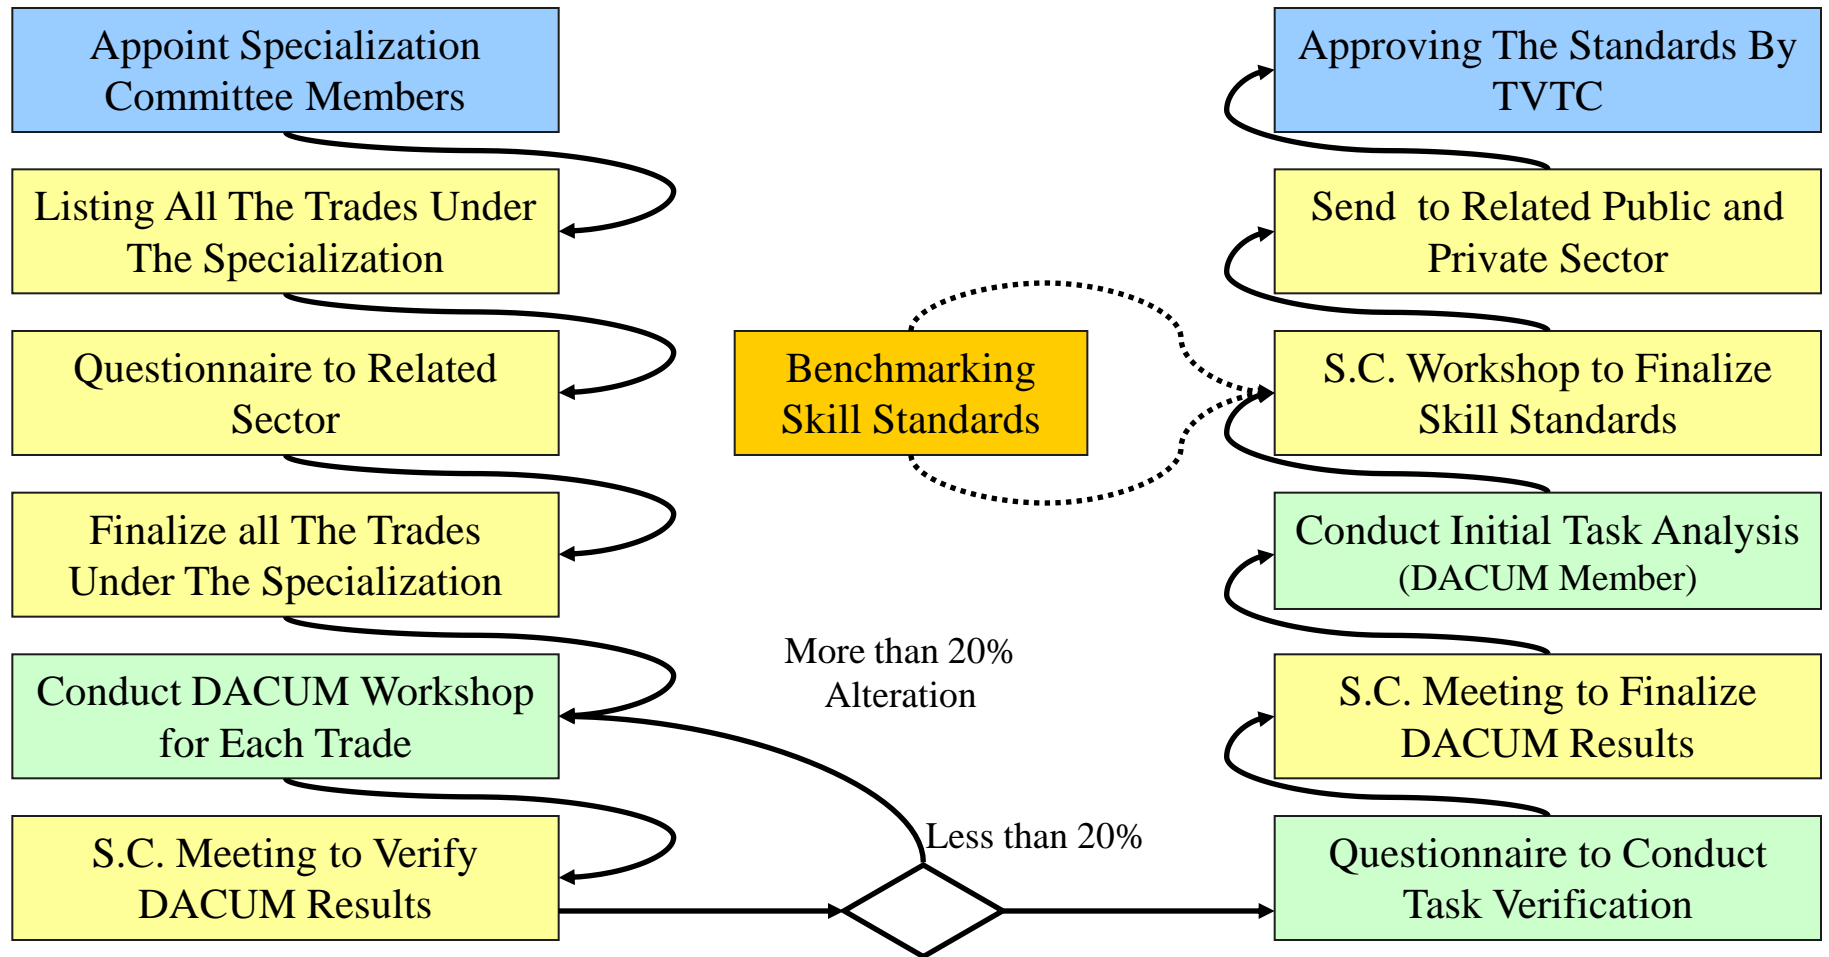 Appoint Specialization
Committee Members
Listing All The Trades Under
The Specialization
Questionnaire to Related
Sector
Finalize all The Trades
Under The Specialization
Conduct DACUM Workshop
for Each Trade
S.C. Meeting to Verify
DACUM Results
Benchmarking
Skill Standards
More than 20%
Alteration
Less than 20%
Approving The Standards By
TVTC
Send to Related Public and
Private Sector
S.C. Workshop to Finalize
Skill Standards
Conduct Initial Task Analysis
(DACUM Member)
S.C. Meeting to Finalize
DACUM Results
Questionnaire to Conduct
Task Verification